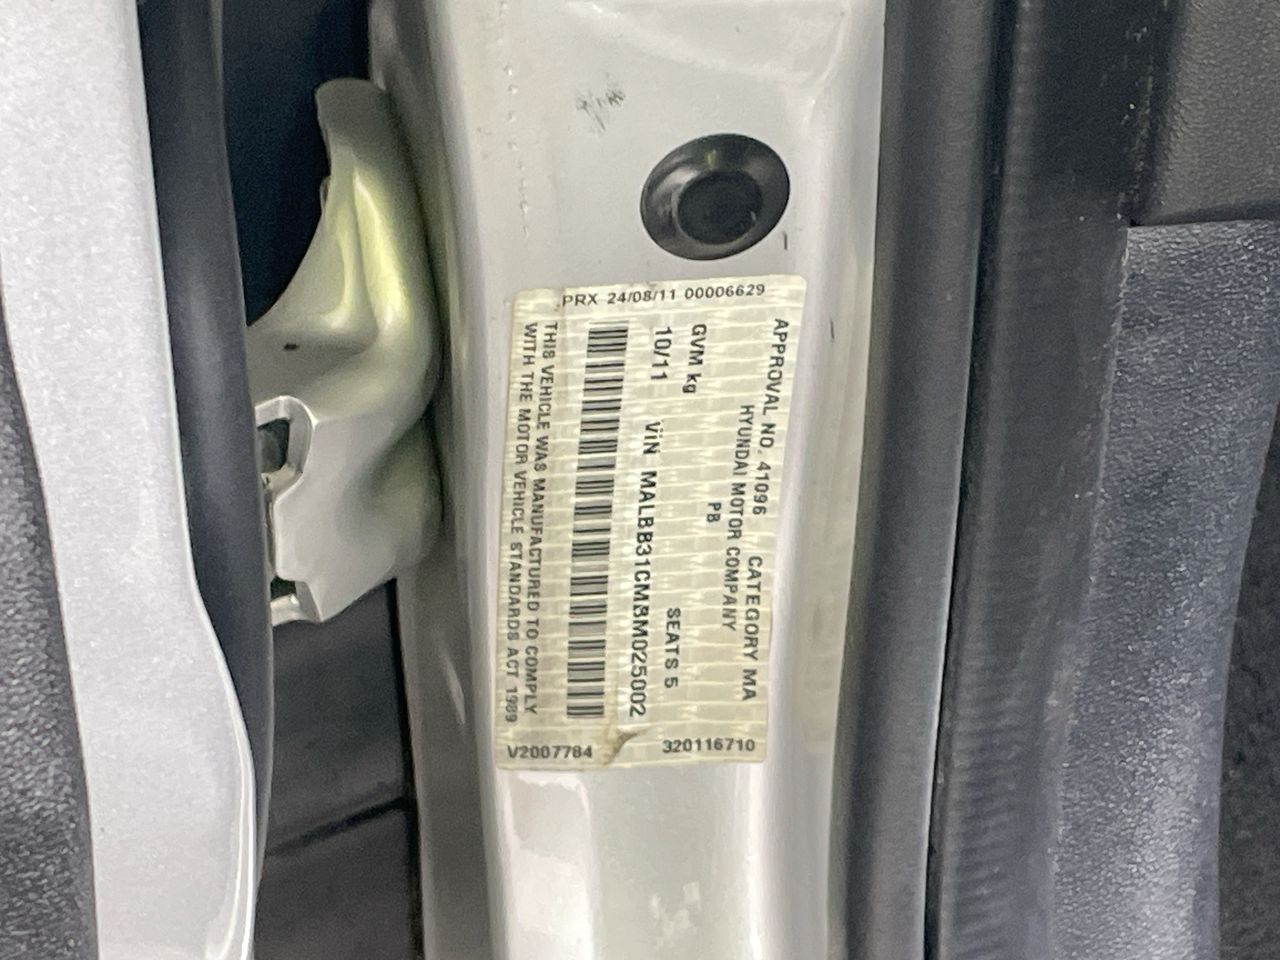 PRX 24/08/11 00006629
APPROVAL NO. 41096 CATEGORY MA
HYUNDAI MOTOR COMPANY
PB
GVM kg SEATS 5
10/11 ViN MALBB31CMBM025002
THIS VEHICLE WAS MANUFACTURED TO COMPLY
WITH THE MOTOR VEHICLE STANDARDS ACT 1989
V2007784 320116710